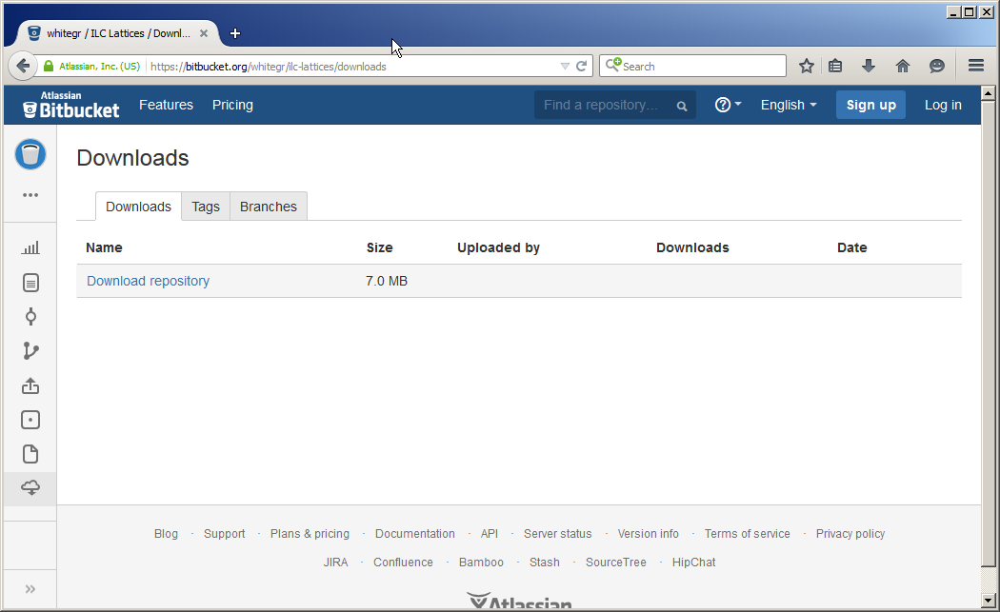 whitegr / ILC Lattices / Downl...
Atlassian, Inc. (US) https://bitbucket.org/whitegr/ilc-lattices/downloads Search
Atlassian
Bitbucket Features Pricing Find a repository... English Sign up Log in
Downloads
Downloads Tags Branches
Name Size Uploaded by Downloads Date
Download repository 7.0 MB
Blog · Support · Plans & pricing · Documentation · API · Server status · Version info · Terms of service · Privacy policy
JIRA · Confluence · Bamboo · Stash · SourceTree · HipChat
Atlassian